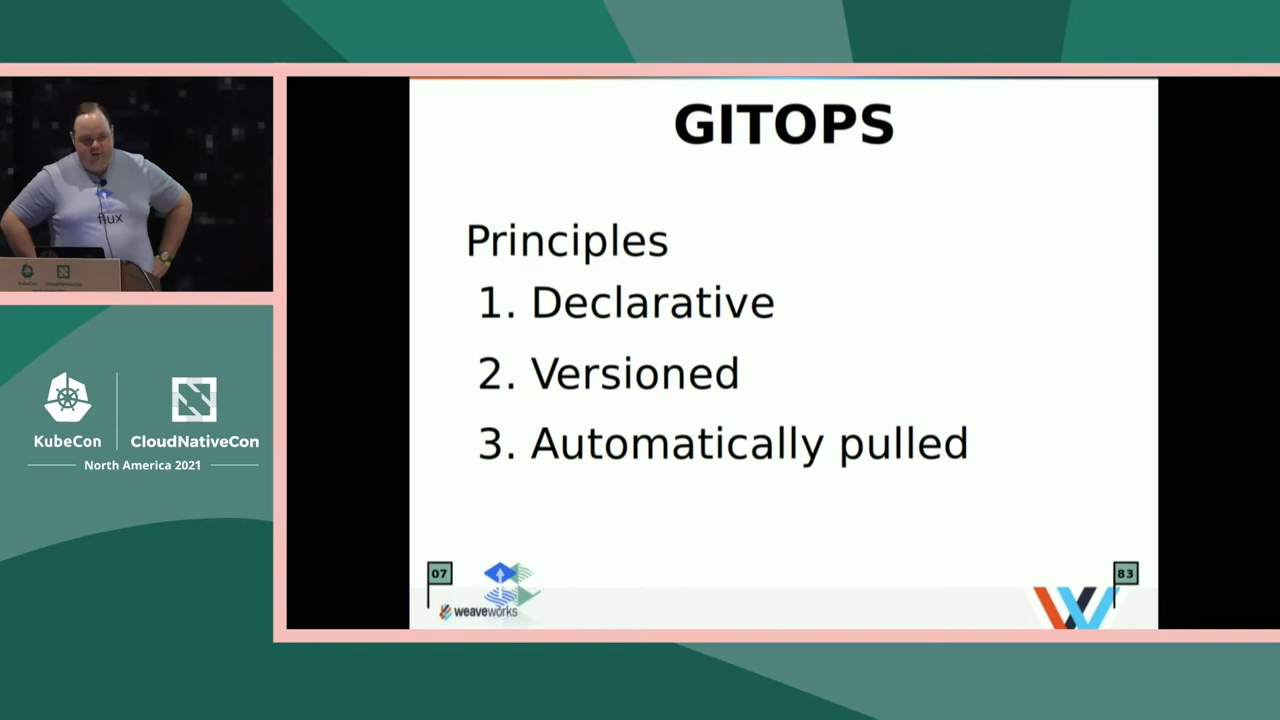 flux
KubeCon
CloudNativeCon
North America 2021
GITOPS
Principles
1. Declarative
2. Versioned
3. Automatically pulled
07
weaveworks
83